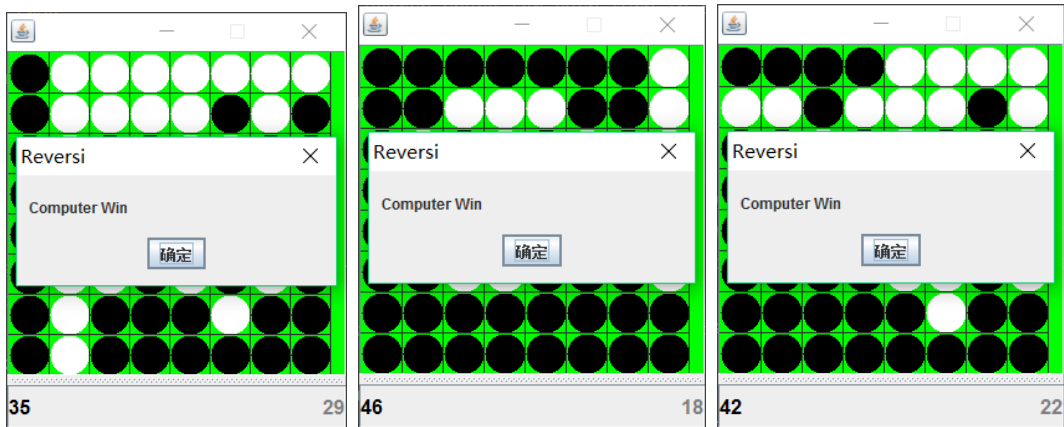 Reversi
Computer Win
确定
35 29
Reversi
Computer Win
确定
46 18
Reversi
Computer Win
确定
42 22